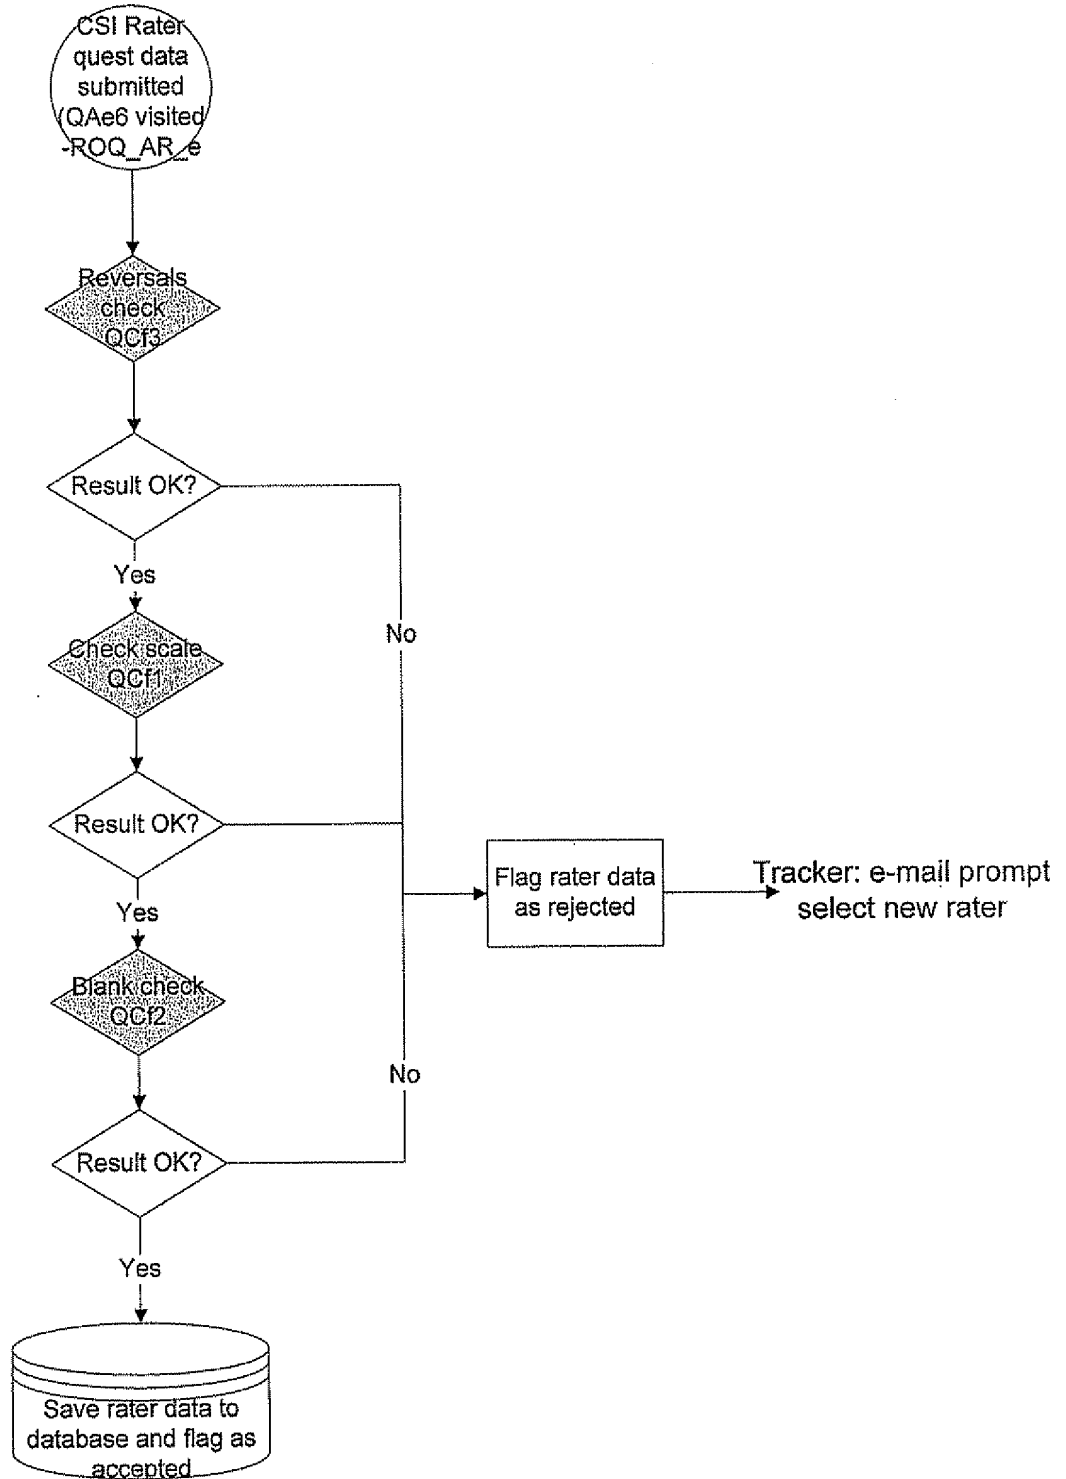 CSI Rater
quest data
submitted
(QAe6 visited
-ROQ_AR_e
Reversals
check
QCf3
Result OK?
Yes
No
Check scale
QCf1
Result OK?
Flag rater data
as rejected
Tracker: e-mail prompt
select new rater
Yes
Blank check
QCf2
No
Result OK?
Yes
Save rater data to
database and flag as
accepted